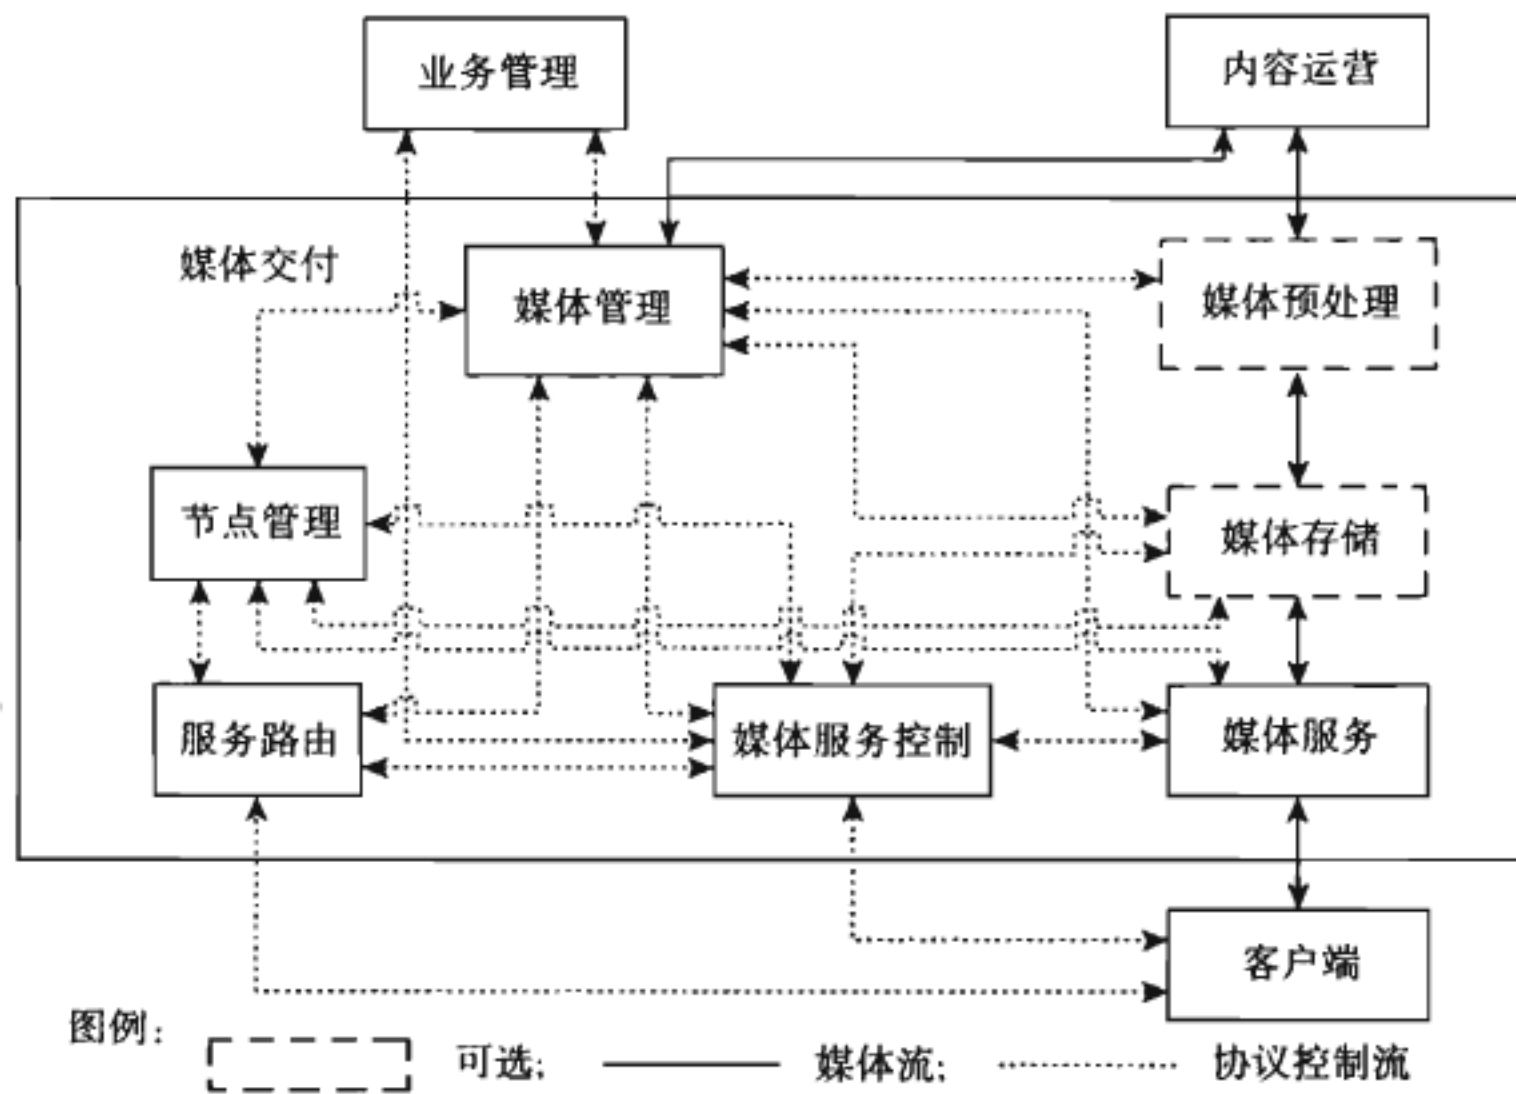 业务管理
内容运营
媒体交付
媒体管理
媒体预处理
节点管理
媒体存储
服务路由
媒体服务控制
媒体服务
客户端
图例：
可选；
媒体流；
协议控制流